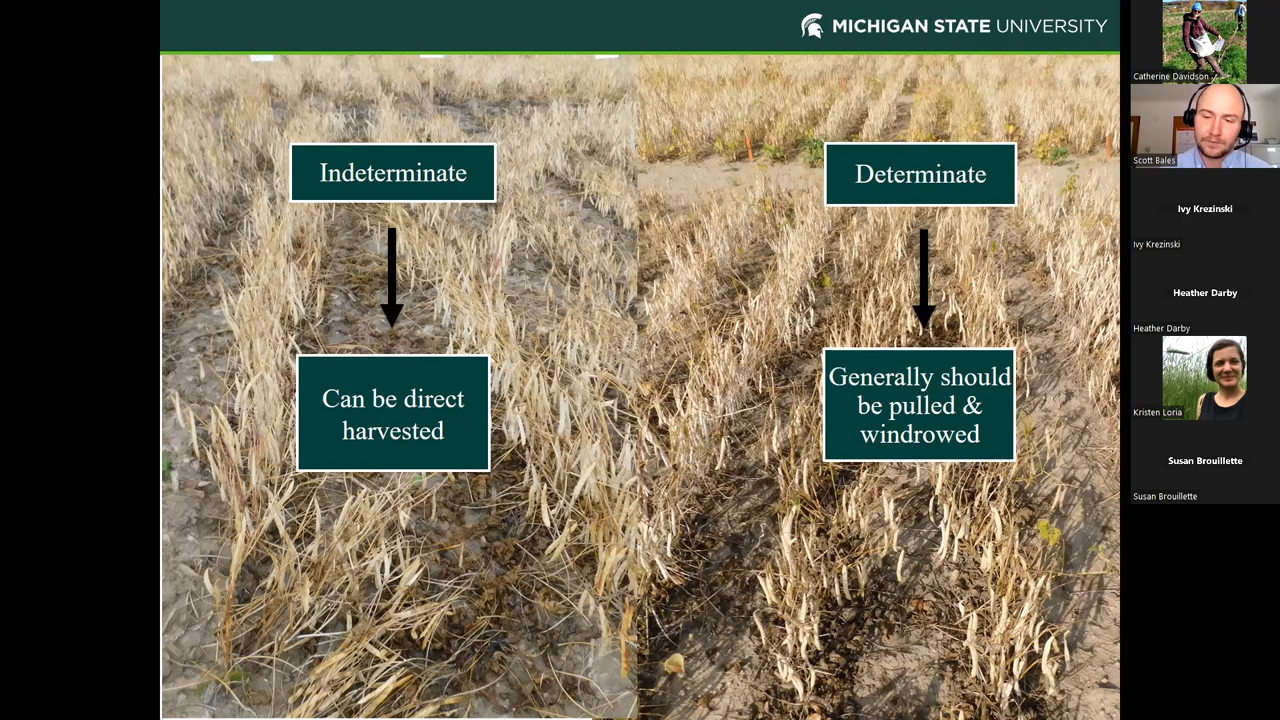 MICHIGAN STATE UNIVERSITY
Indeterminate
Determinate
Can be direct
harvested
Generally should
be pulled &
windrowed
Catherine Davidson
Scott Bales
Ivy Krezinski
Ivy Krezinski
Heather Darby
Heather Darby
Kristen Loria
Susan Brouillette
Susan Brouillette